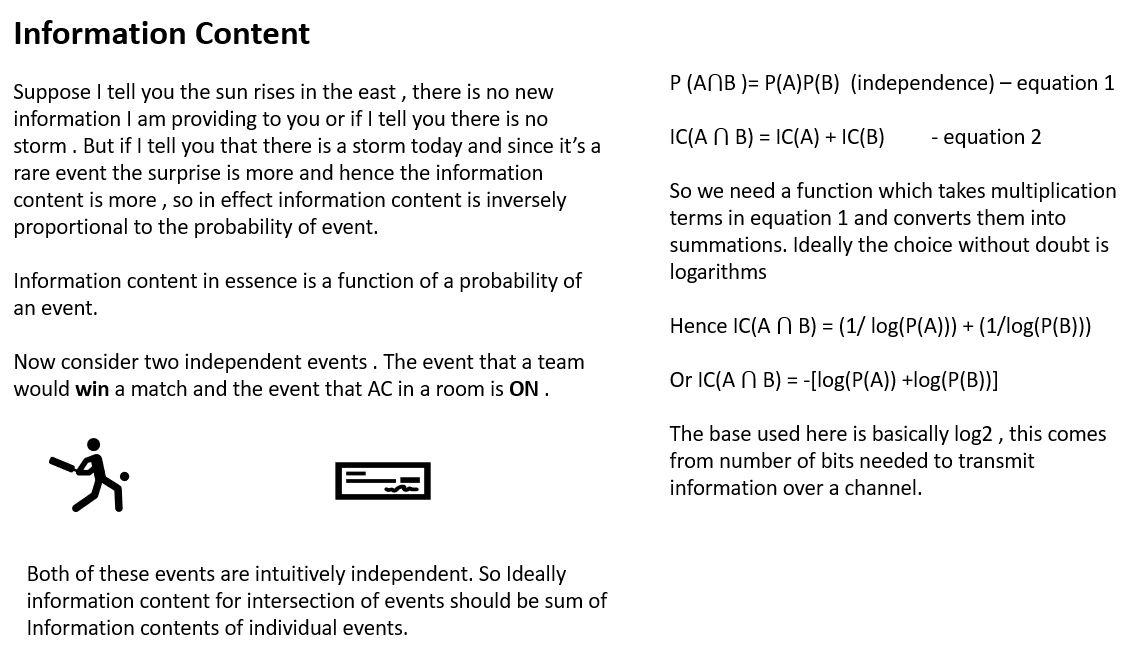 Information Content
Suppose I tell you the sun rises in the east , there is no new
information I am providing to you or if I tell you there is no
storm . But if I tell you that there is a storm today and since it’s a
rare event the surprise is more and hence the information
content is more , so in effect information content is inversely
proportional to the probability of event.
Information content in essence is a function of a probability of
an event.
Now consider two independent events . The event that a team
would win a match and the event that AC in a room is ON .
Both of these events are intuitively independent. So Ideally
information content for intersection of events should be sum of
Information contents of individual events.
P (A⋂B )= P(A)P(B) (independence) – equation 1
IC(A ⋂ B) = IC(A) + IC(B) - equation 2
So we need a function which takes multiplication
terms in equation 1 and converts them into
summations. Ideally the choice without doubt is
logarithms
Hence IC(A ⋂ B) = (1/ log(P(A))) + (1/log(P(B)))
Or IC(A ⋂ B) = -[log(P(A)) +log(P(B))]
The base used here is basically log2 , this comes
from number of bits needed to transmit
information over a channel.